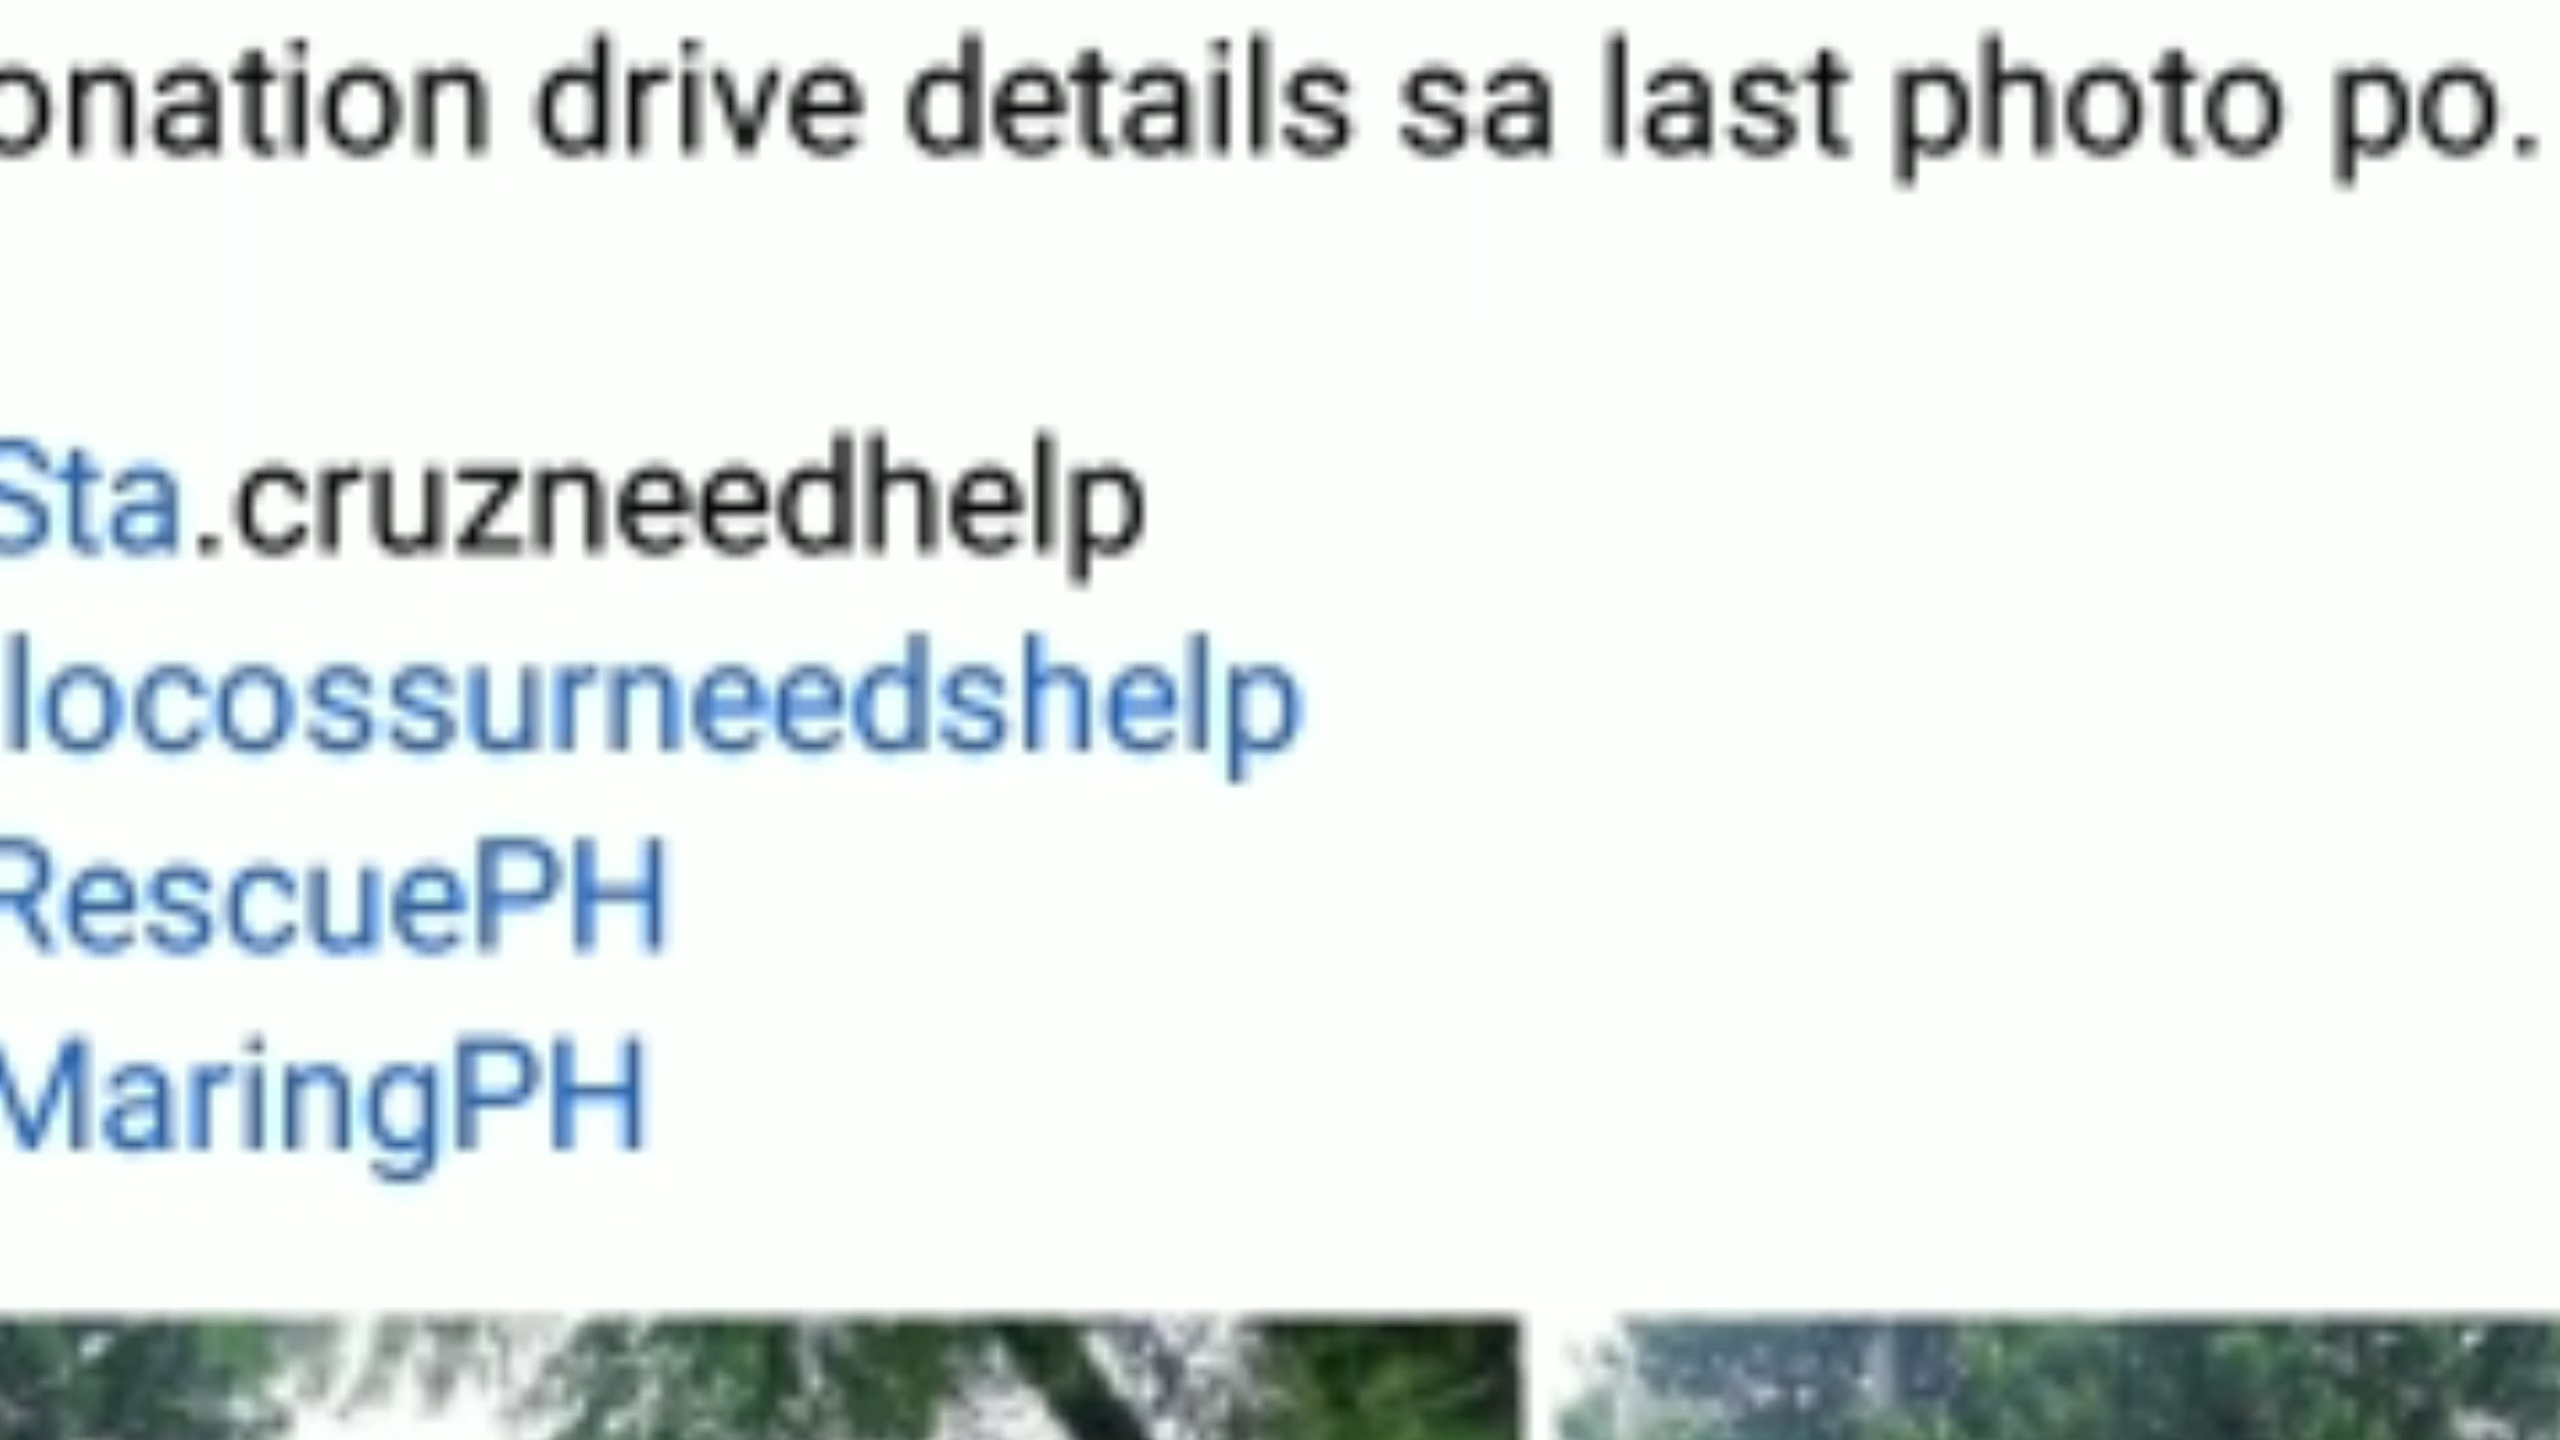 onation drive details sa last photo po.
Sta.cruzneedhelp
locossurneedshelp
RescuePH
MaringPH